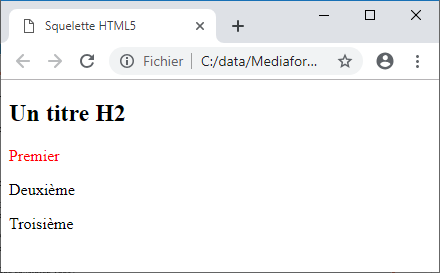 Squelette HTML5
Fichier C:/data/Mediafor...
Un titre H2
Premier
Deuxième
Troisième